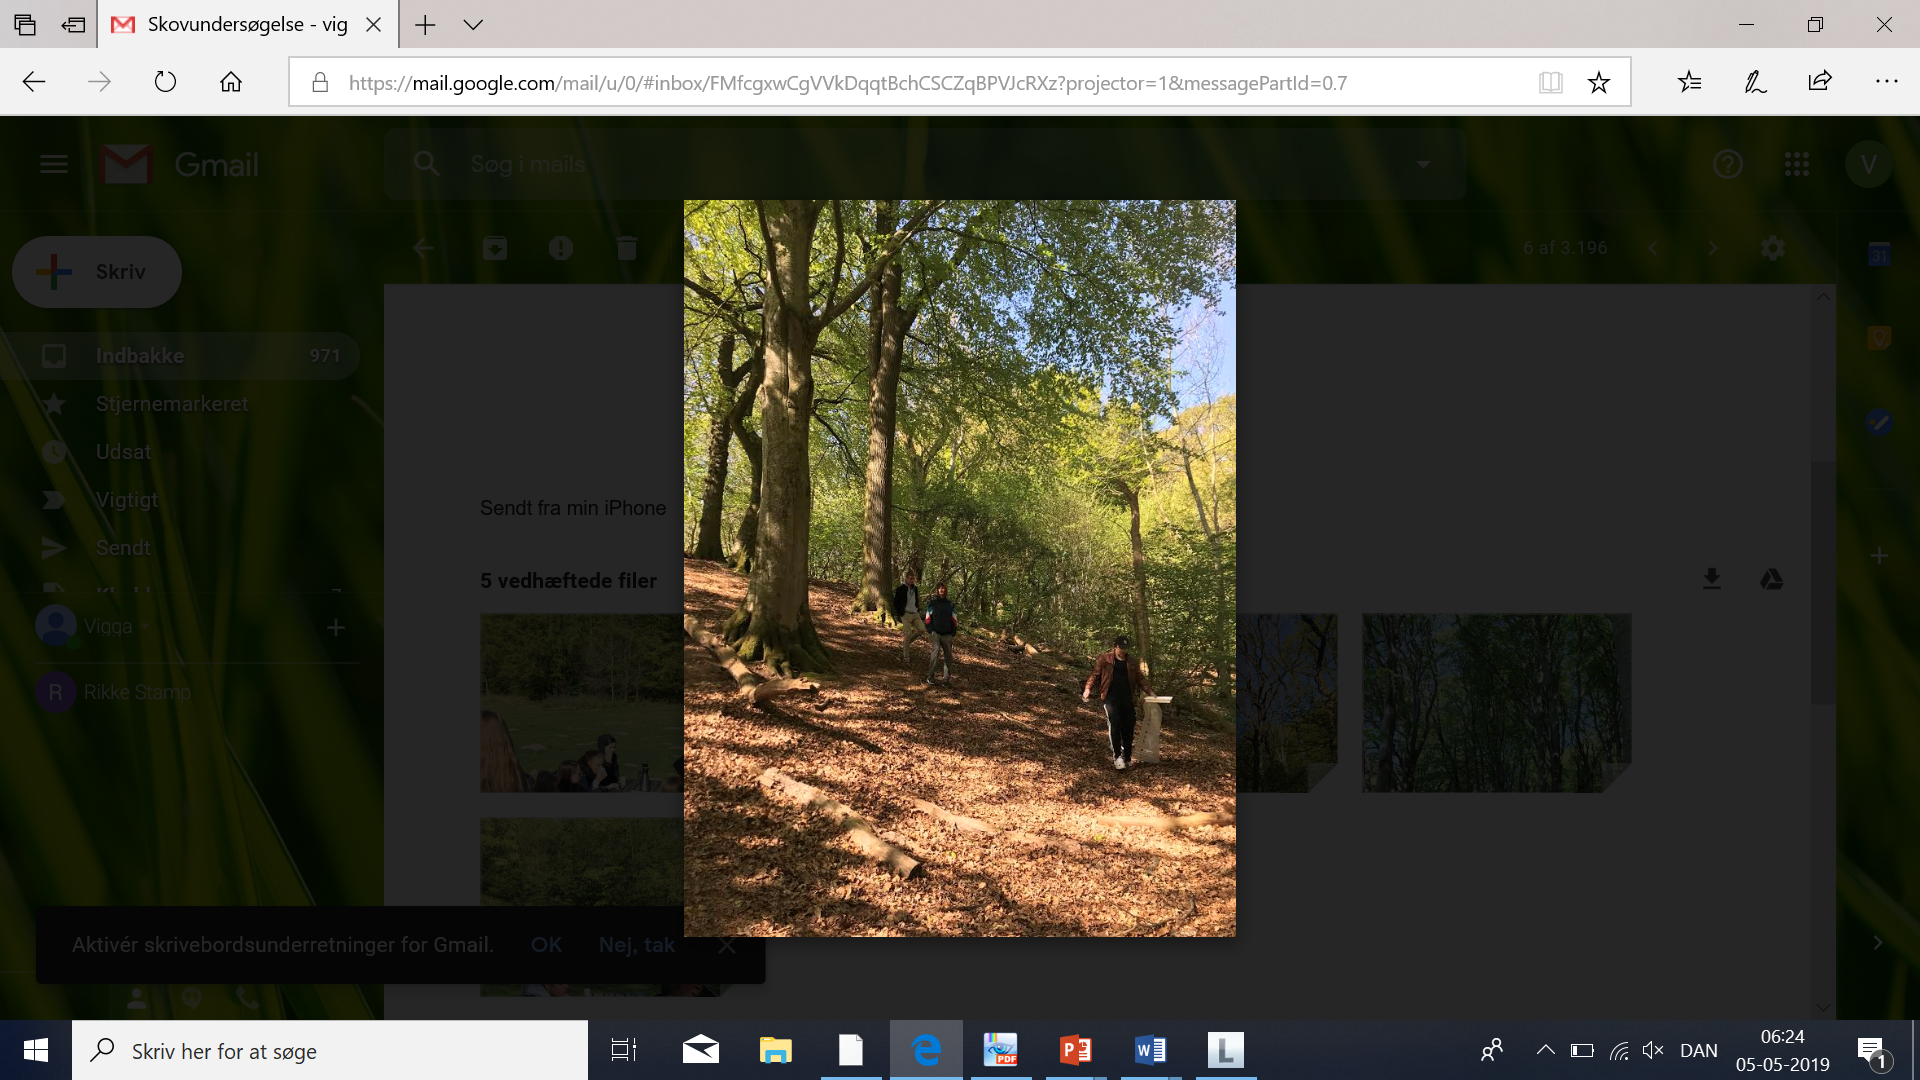 Skovundersøgelse - vig
https://mail.google.com/mail/u/0/#inbox/FMfcgxwCgVVkDqqtBchCSCZqBPVJcRXz?projector=1&messagePartId=0.7
Gmail
Søg i mails
V
Skriv
6 af 3.196
31
Indbakke 971
Stjernemarkeret
Udsat
Vigtigt
Sendt
Sendt fra min iPhone
5 vedhæftede filer
Vigga
R Rikke Stamp
Aktivér skrivebordsunderretninger for Gmail. OK Nej, tak
Skriv her for at søge
PDF
P
W
L
DAN
06:24
05-05-2019
1